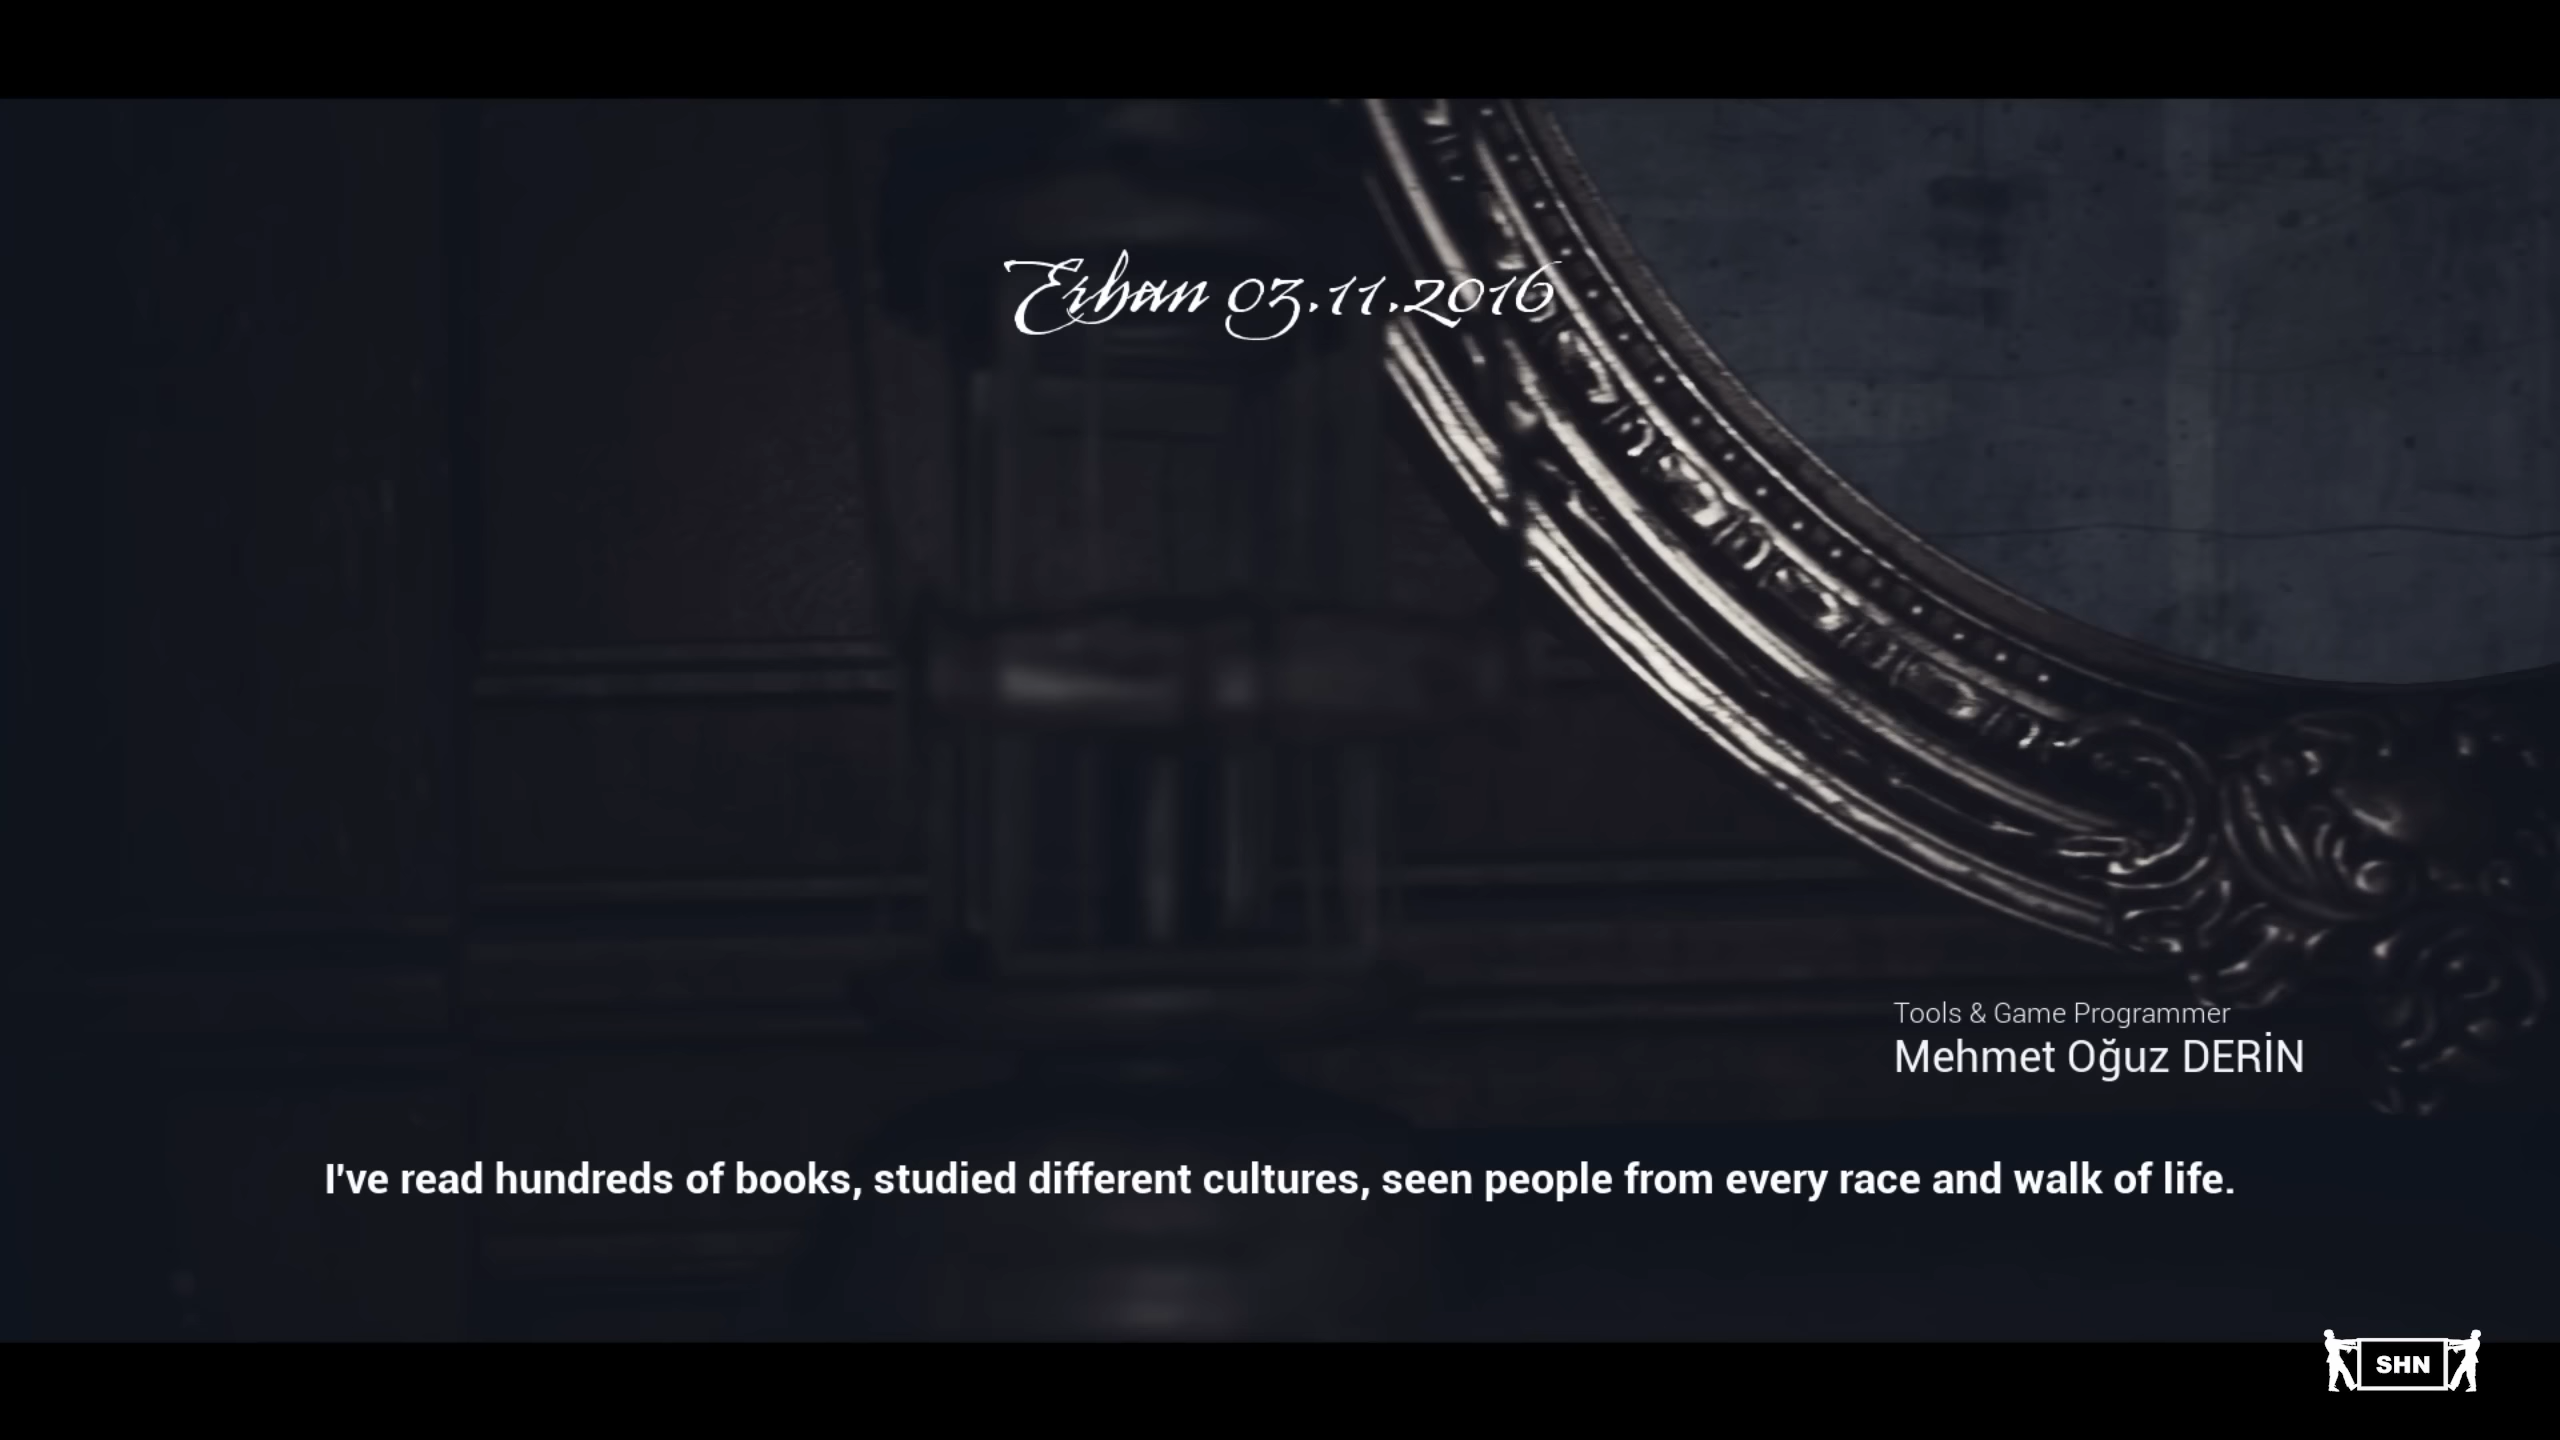 Erhan 03.11.2016
Tools & Game Programmer
Mehmet Oğuz DERİN
I've read hundreds of books, studied different cultures, seen people from every race and walk of life.
SHN